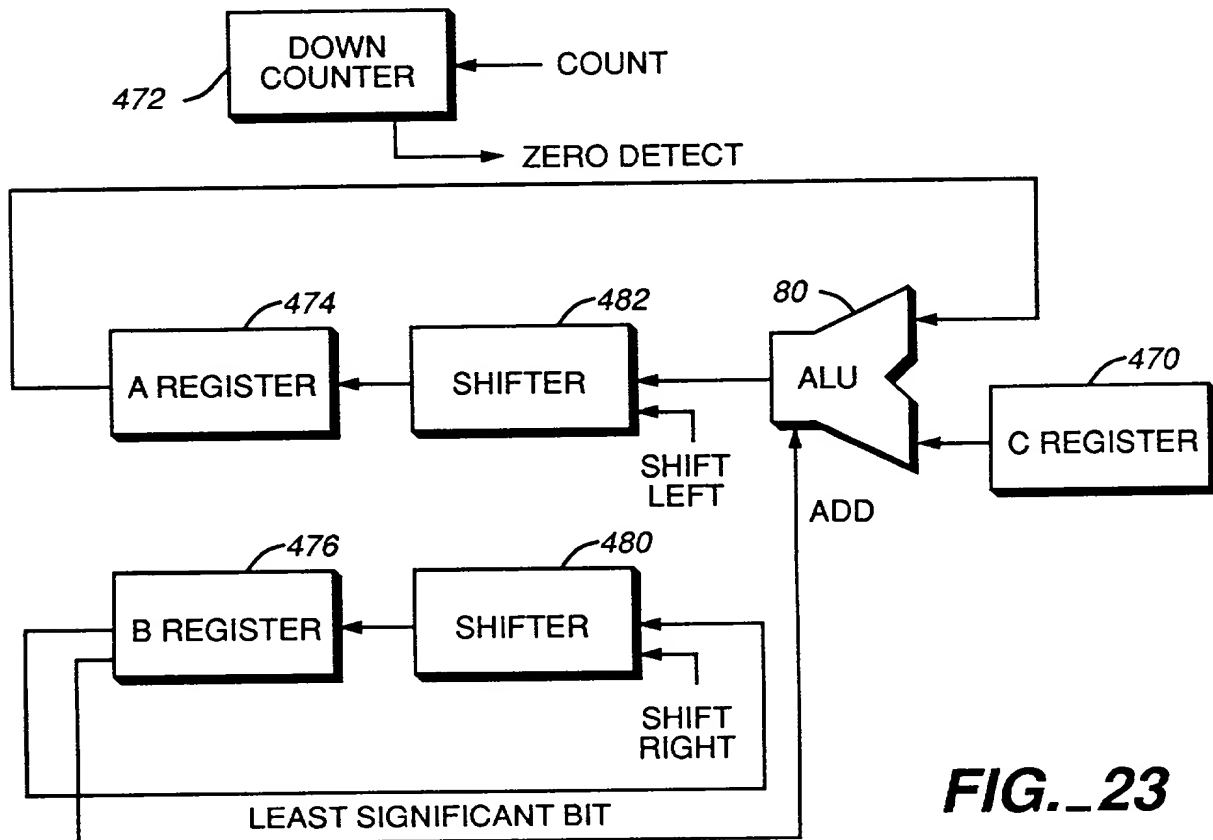 DOWN
COUNTER
COUNT
472
ZERO DETECT
474
482
80
470
A REGISTER
SHIFTER
ALU
C REGISTER
SHIFT
LEFT
ADD
476
480
B REGISTER
SHIFTER
SHIFT
RIGHT
LEAST SIGNIFICANT BIT
FIG._23